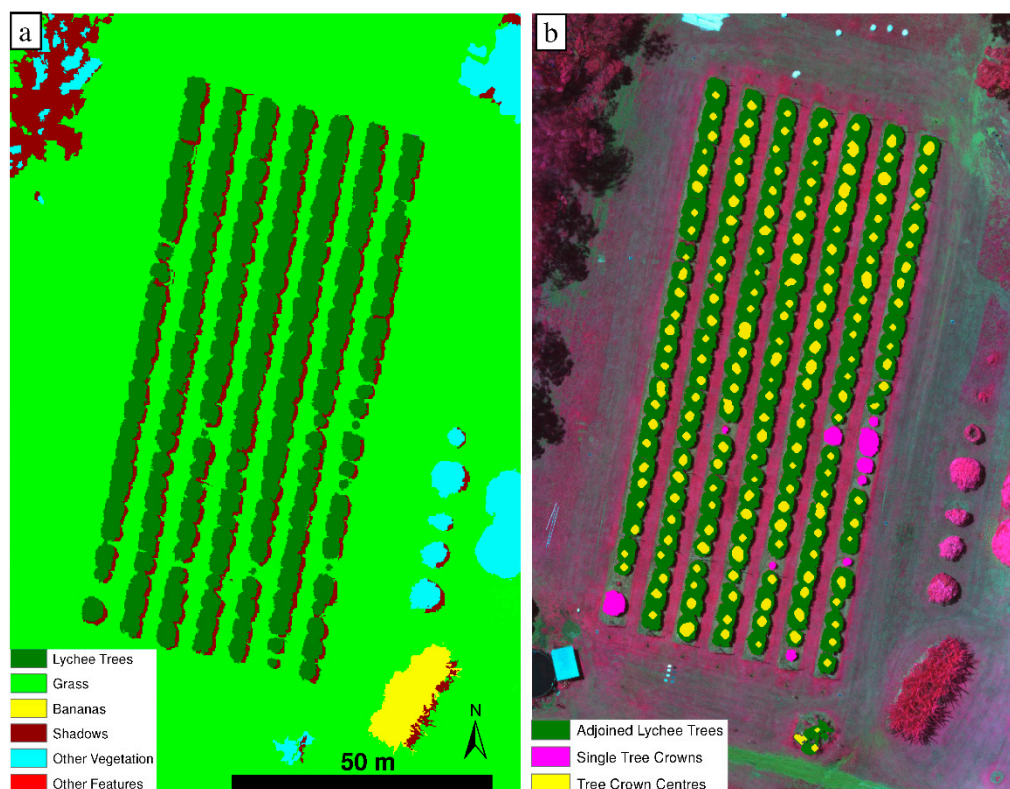 a
Lychee Trees
Grass
Bananas
Shadows
Other Vegetation
Other Features
N
50 m
b
Adjoined Lychee Trees
Single Tree Crowns
Tree Crown Centres